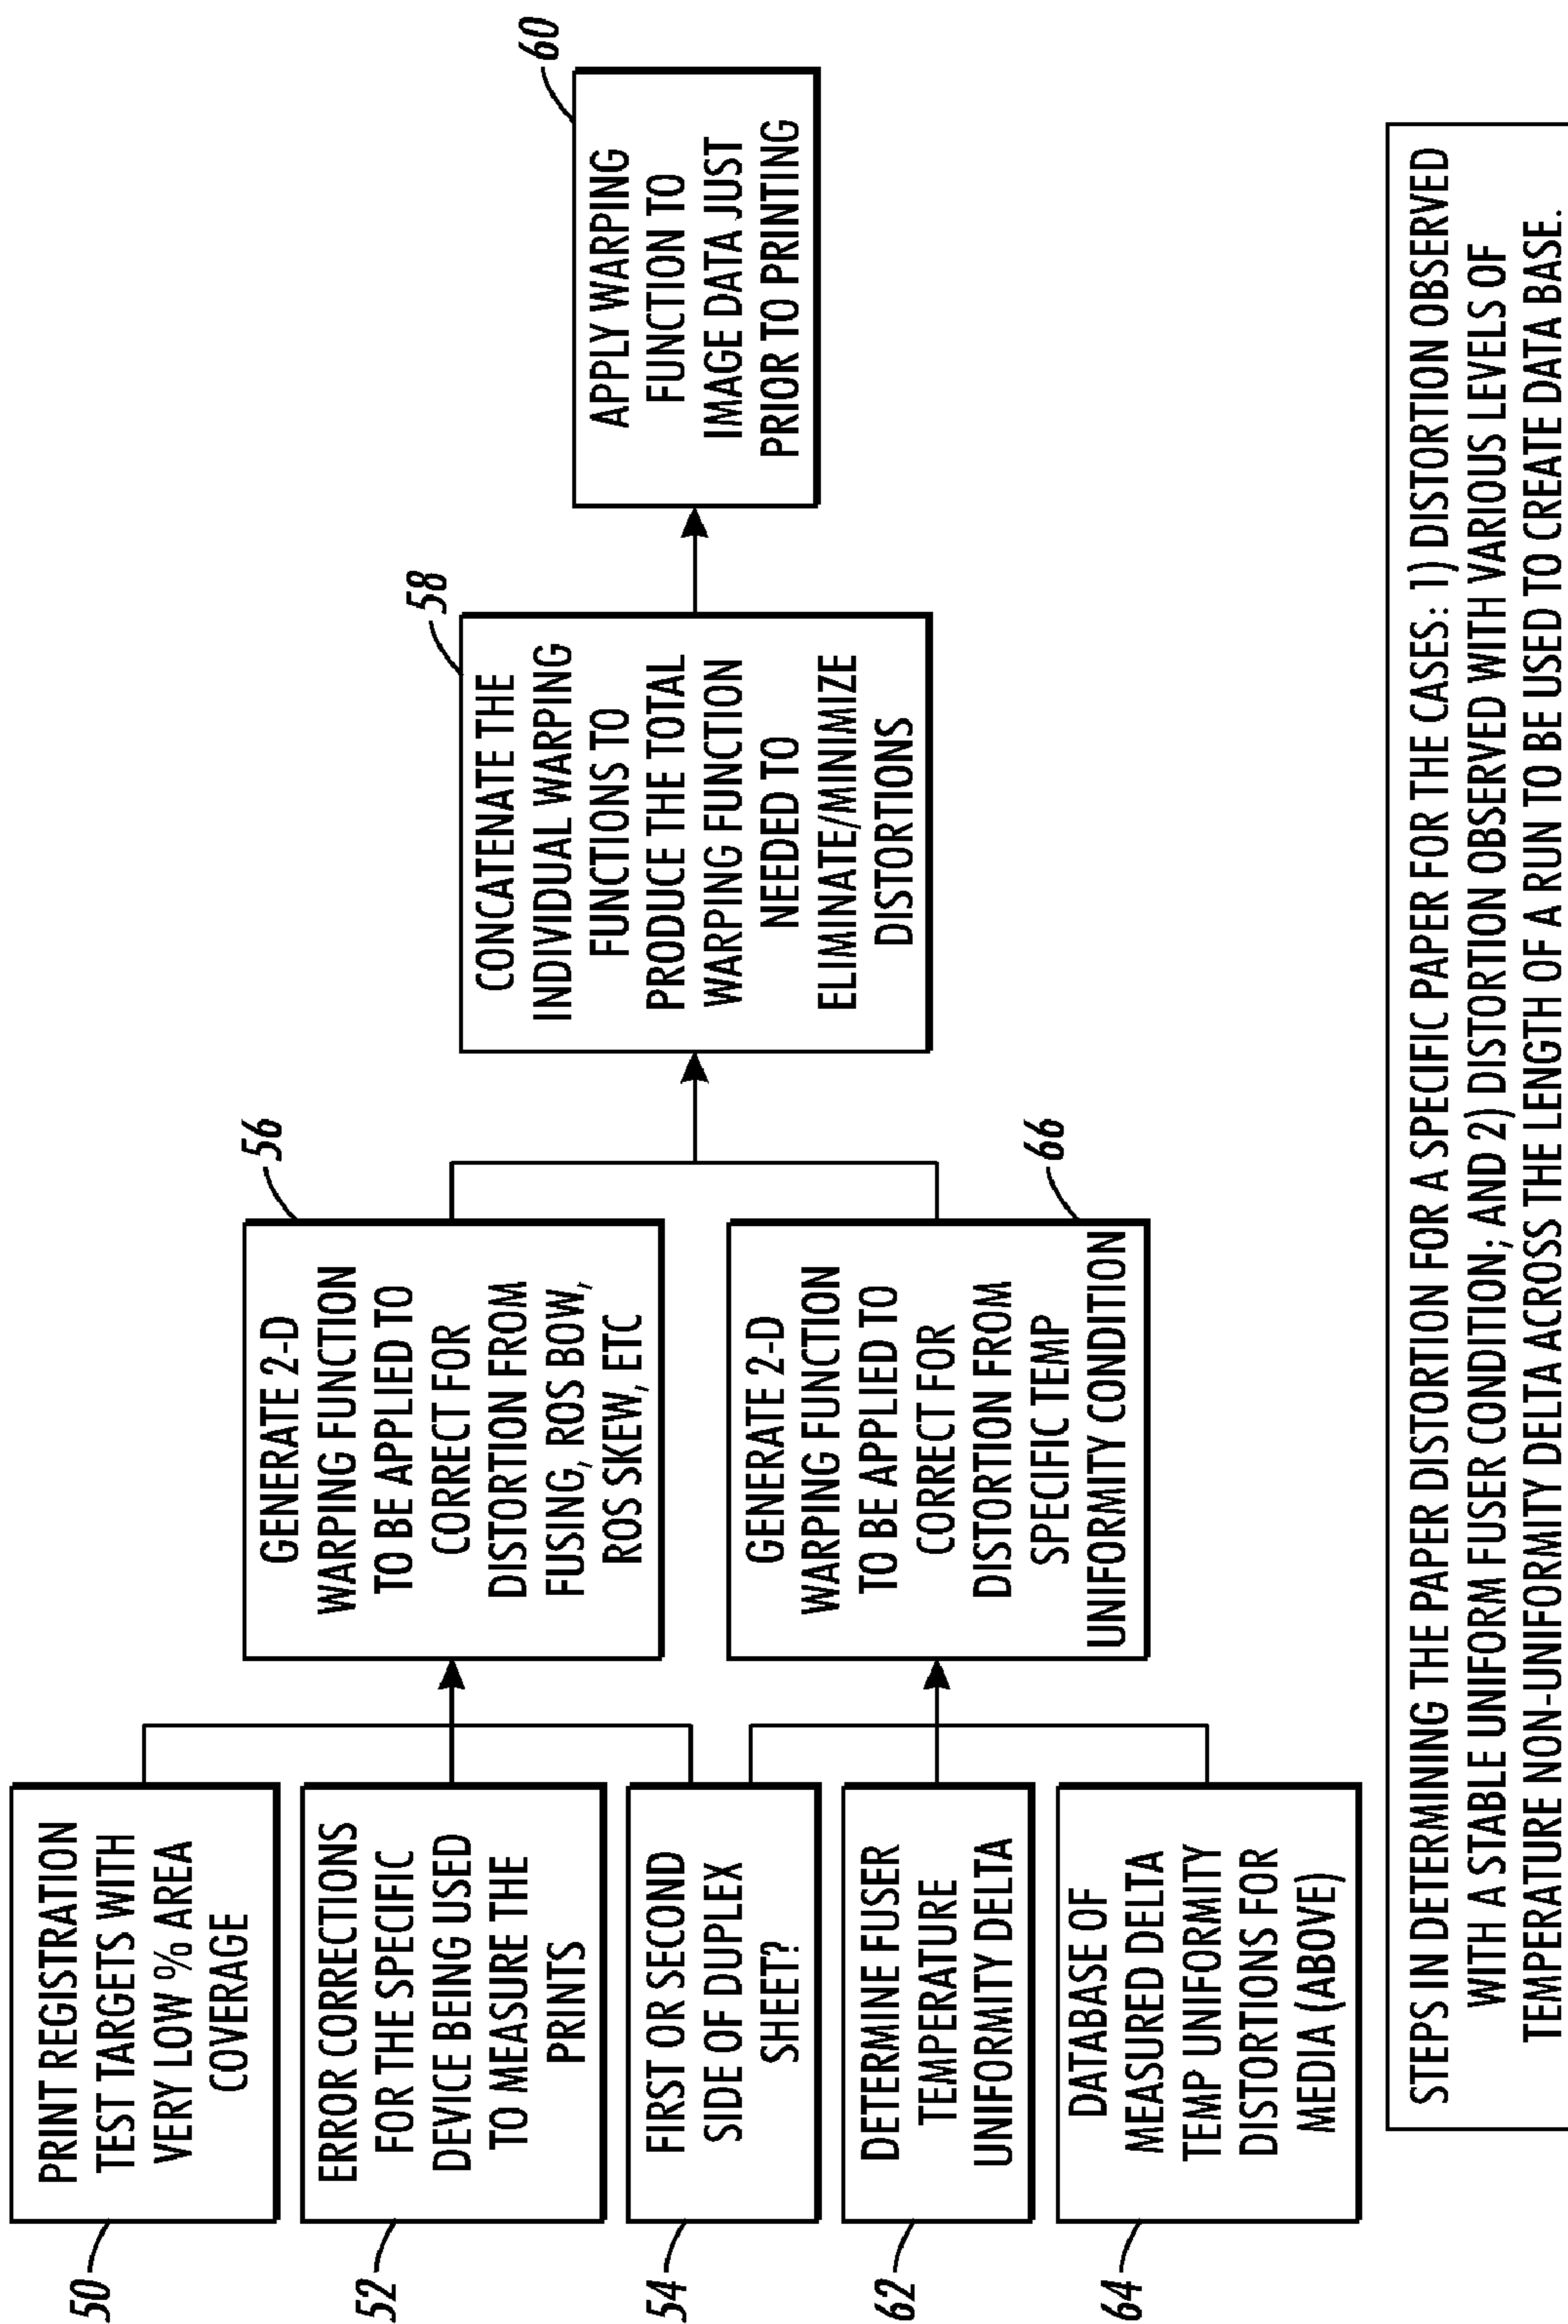 50
PRINT REGISTRATION
TEST TARGETS WITH
VERY LOW % AREA
COVERAGE
52
ERROR CORRECTIONS
FOR THE SPECIFIC
DEVICE BEING USED
TO MEASURE THE
PRINTS
54
FIRST OR SECOND
SIDE OF DUPLEX
SHEET?
62
DETERMINE FUSER
TEMPERATURE
UNIFORMITY DELTA
64
DATABASE OF
MEASURED DELTA
TEMP UNIFORMITY
DISTORTIONS FOR
MEDIA (ABOVE)
56
GENERATE 2-D
WARPING FUNCTION
TO BE APPLIED TO
CORRECT FOR
DISTORTION FROM
FUSING, ROS BOW,
ROS SKEW, ETC
66
GENERATE 2-D
WARPING FUNCTION
TO BE APPLIED TO
CORRECT FOR
DISTORTION FROM
SPECIFIC TEMP
UNIFORMITY CONDITION
58
CONCATENATE THE
INDIVIDUAL WARPING
FUNCTIONS TO
PRODUCE THE TOTAL
WARPING FUNCTION
NEEDED TO
ELIMINATE/MINIMIZE
DISTORTIONS
60
APPLY WARPING
FUNCTION TO
IMAGE DATA JUST
PRIOR TO PRINTING
STEPS IN DETERMINING THE PAPER DISTORTION FOR A SPECIFIC PAPER FOR THE CASES: 1) DISTORTION OBSERVED
WITH A STABLE UNIFORM FUSER CONDITION; AND 2) DISTORTION OBSERVED WITH VARIOUS LEVELS OF
TEMPERATURE NON-UNIFORMITY DELTA ACROSS THE LENGTH OF A RUN TO BE USED TO CREATE DATA BASE.